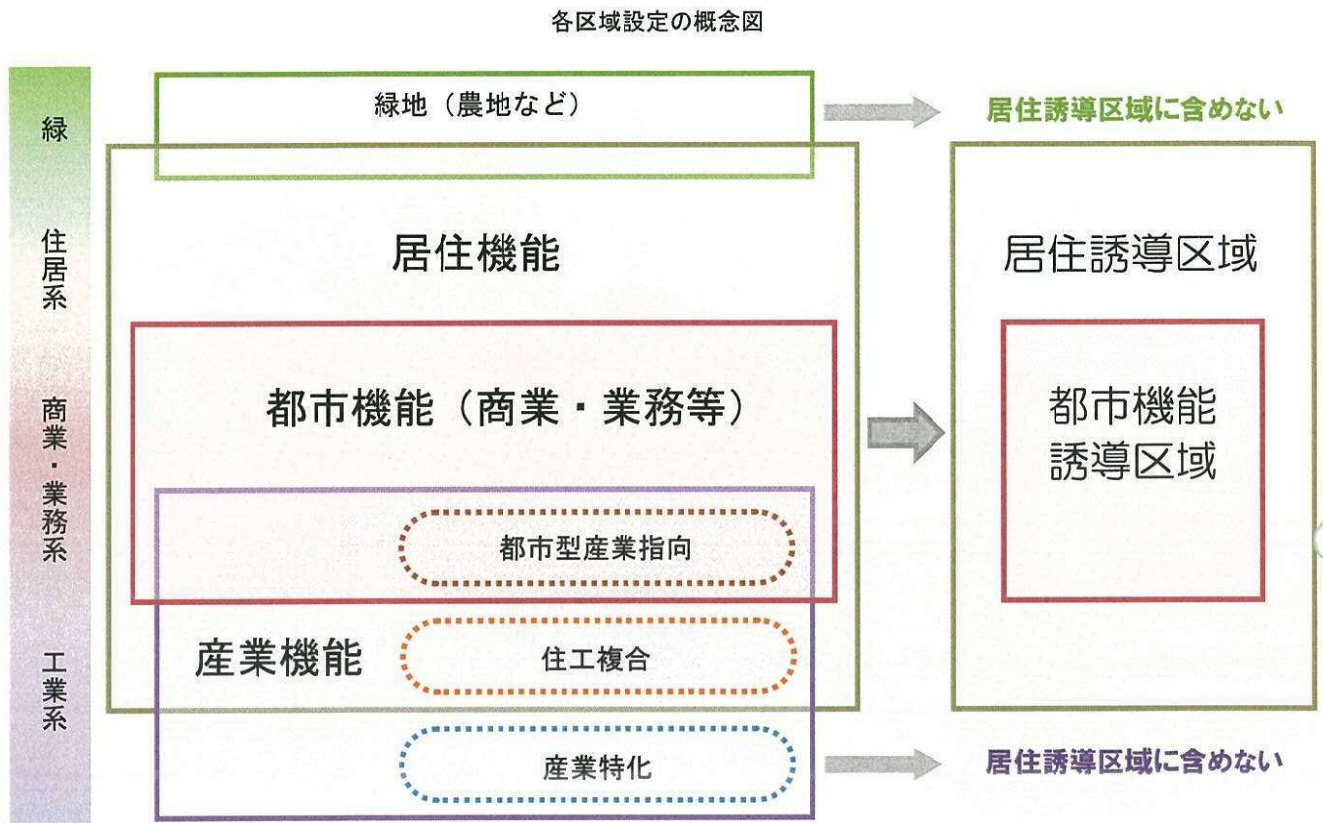 各区域設定の概念図
緑
住居系
商業・業務系
工業系
緑地（農地など）
居住機能
都市機能（商業・業務等）
都市型産業指向
産業機能
住工複合
産業特化
居住誘導区域に含めない
居住誘導区域
都市機能
誘導区域
居住誘導区域に含めない